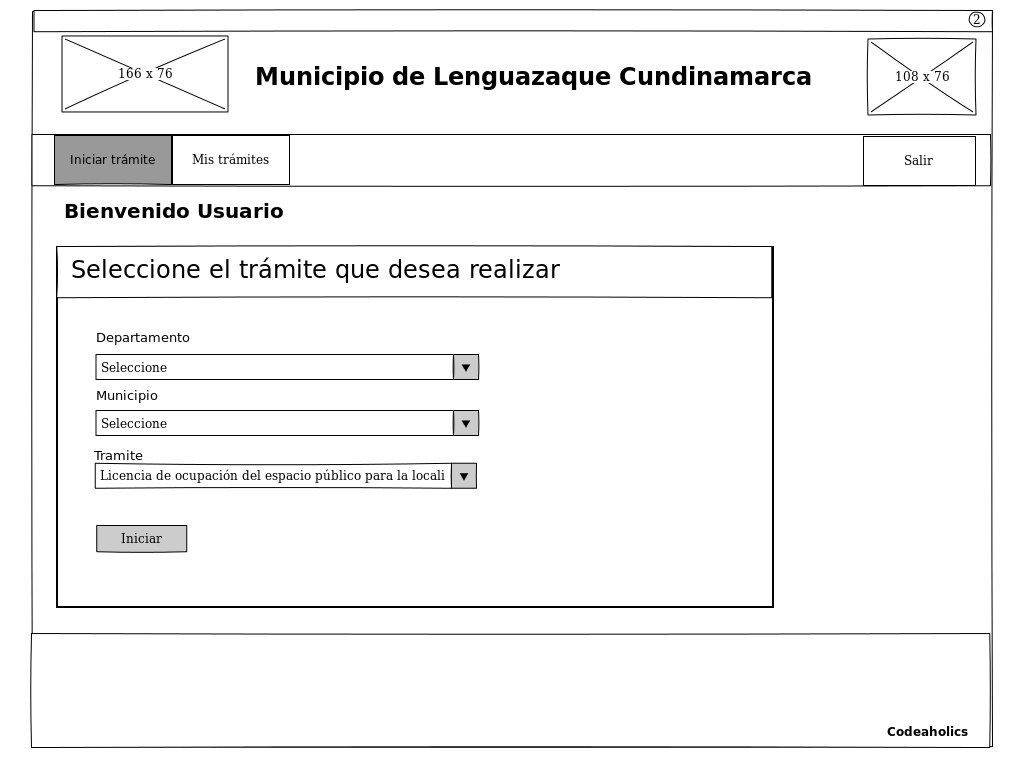 2
166 x 76
Municipio de Lenguazaque Cundinamarca
108 x 76
Iniciar trámite
Mis trámites
Salir
Bienvenido Usuario
Seleccione el trámite que desea realizar
Departamento
Seleccione
Municipio
Seleccione
Tramite
Licencia de ocupación del espacio público para la locali
Iniciar
Codeaholics